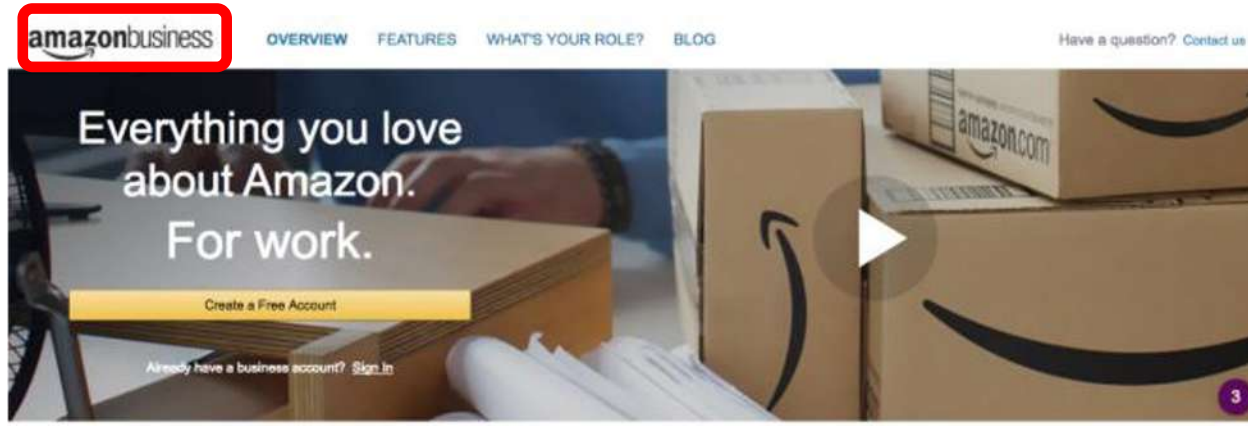 amazonbusiness
OVERVIEW FEATURES WHAT'S YOUR ROLE? BLOG
Have a question? Contact us
Everything you love
about Amazon.
For work.
Create a Free Account
Already have a business account? Sign In
amazon.com
3